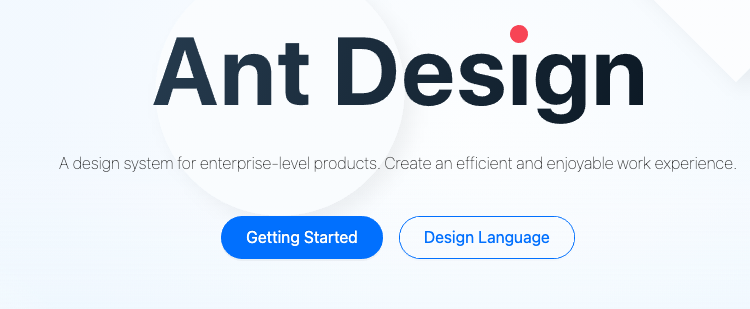 Ant Design
A design system for enterprise-level products. Create an efficient and enjoyable work experience.
Getting Started
Design Language